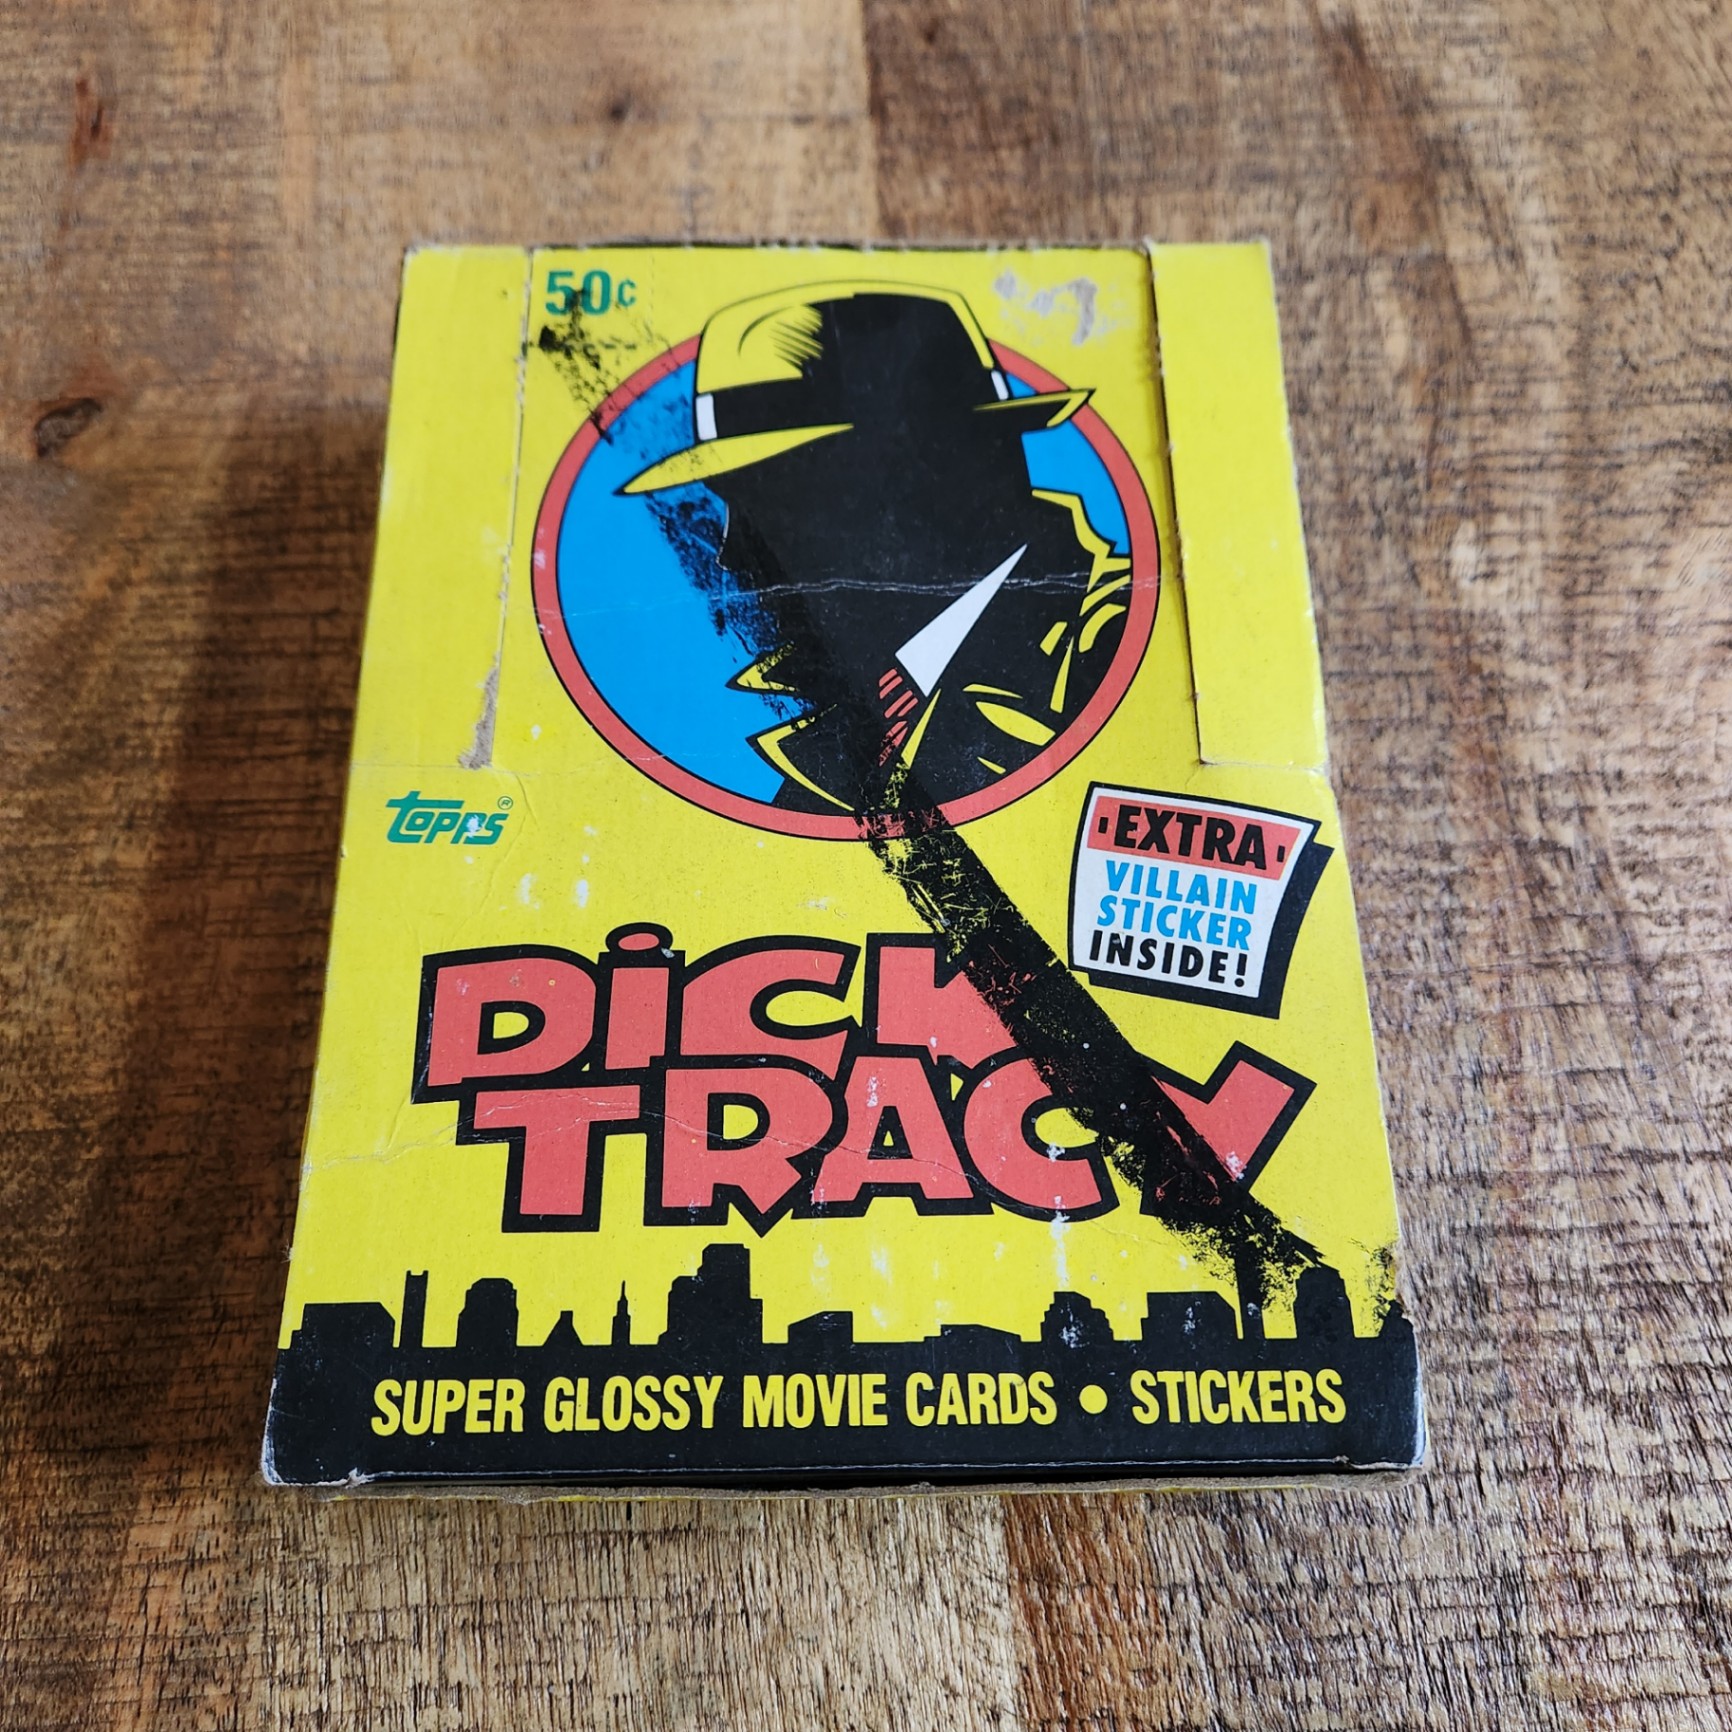 50¢
topps®
EXTRA
VILLAIN
STICKER
INSIDE!
DICK
TRACY
SUPER GLOSSY MOVIE CARDS • STICKERS